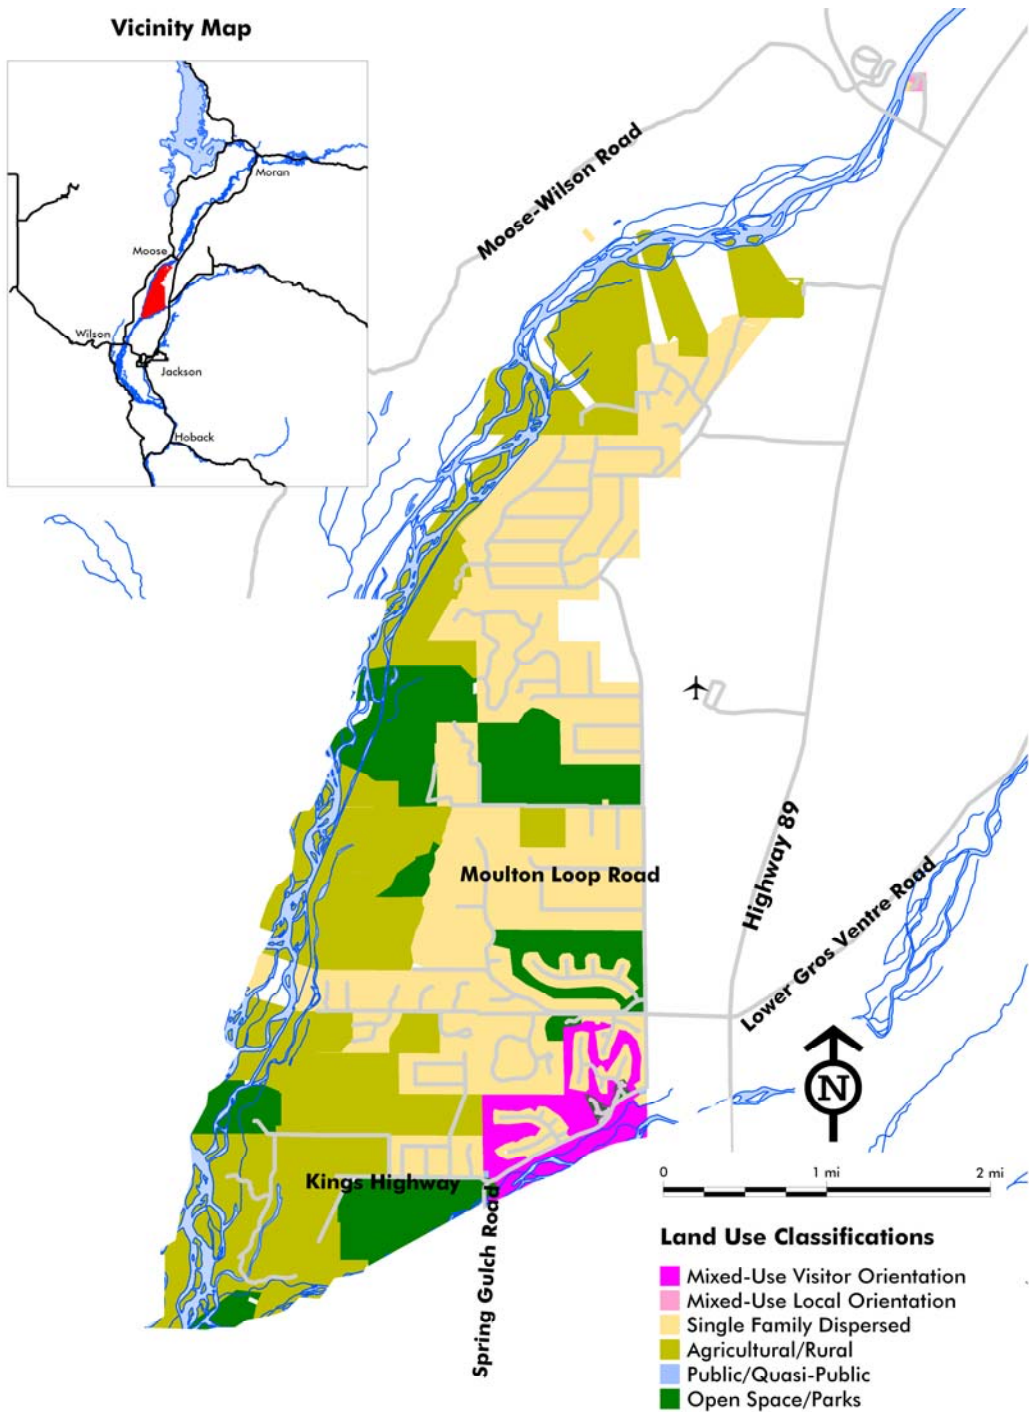 Vicinity Map
Moran
Moose
Wilson
Jackson
Hoback
Moose-Wilson Road
Moulton Loop Road
Highway 89
Lower Gros Ventre Road
N
Kings Highway
Spring Gulch Road
0 1 mi 2 mi
Land Use Classifications
Mixed-Use Visitor Orientation
Mixed-Use Local Orientation
Single Family Dispersed
Agricultural/Rural
Public/Quasi-Public
Open Space/Parks